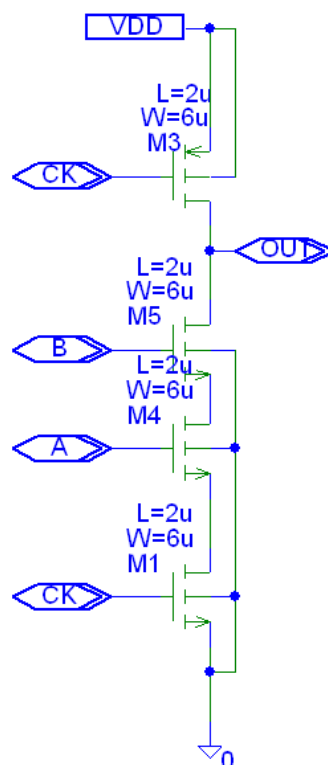 VDD
L=2u
W=6u
M3
CK
OUT
L=2u
W=6u
M5
B
L=2u
W=6u
M4
A
L=2u
W=6u
M1
CK
0